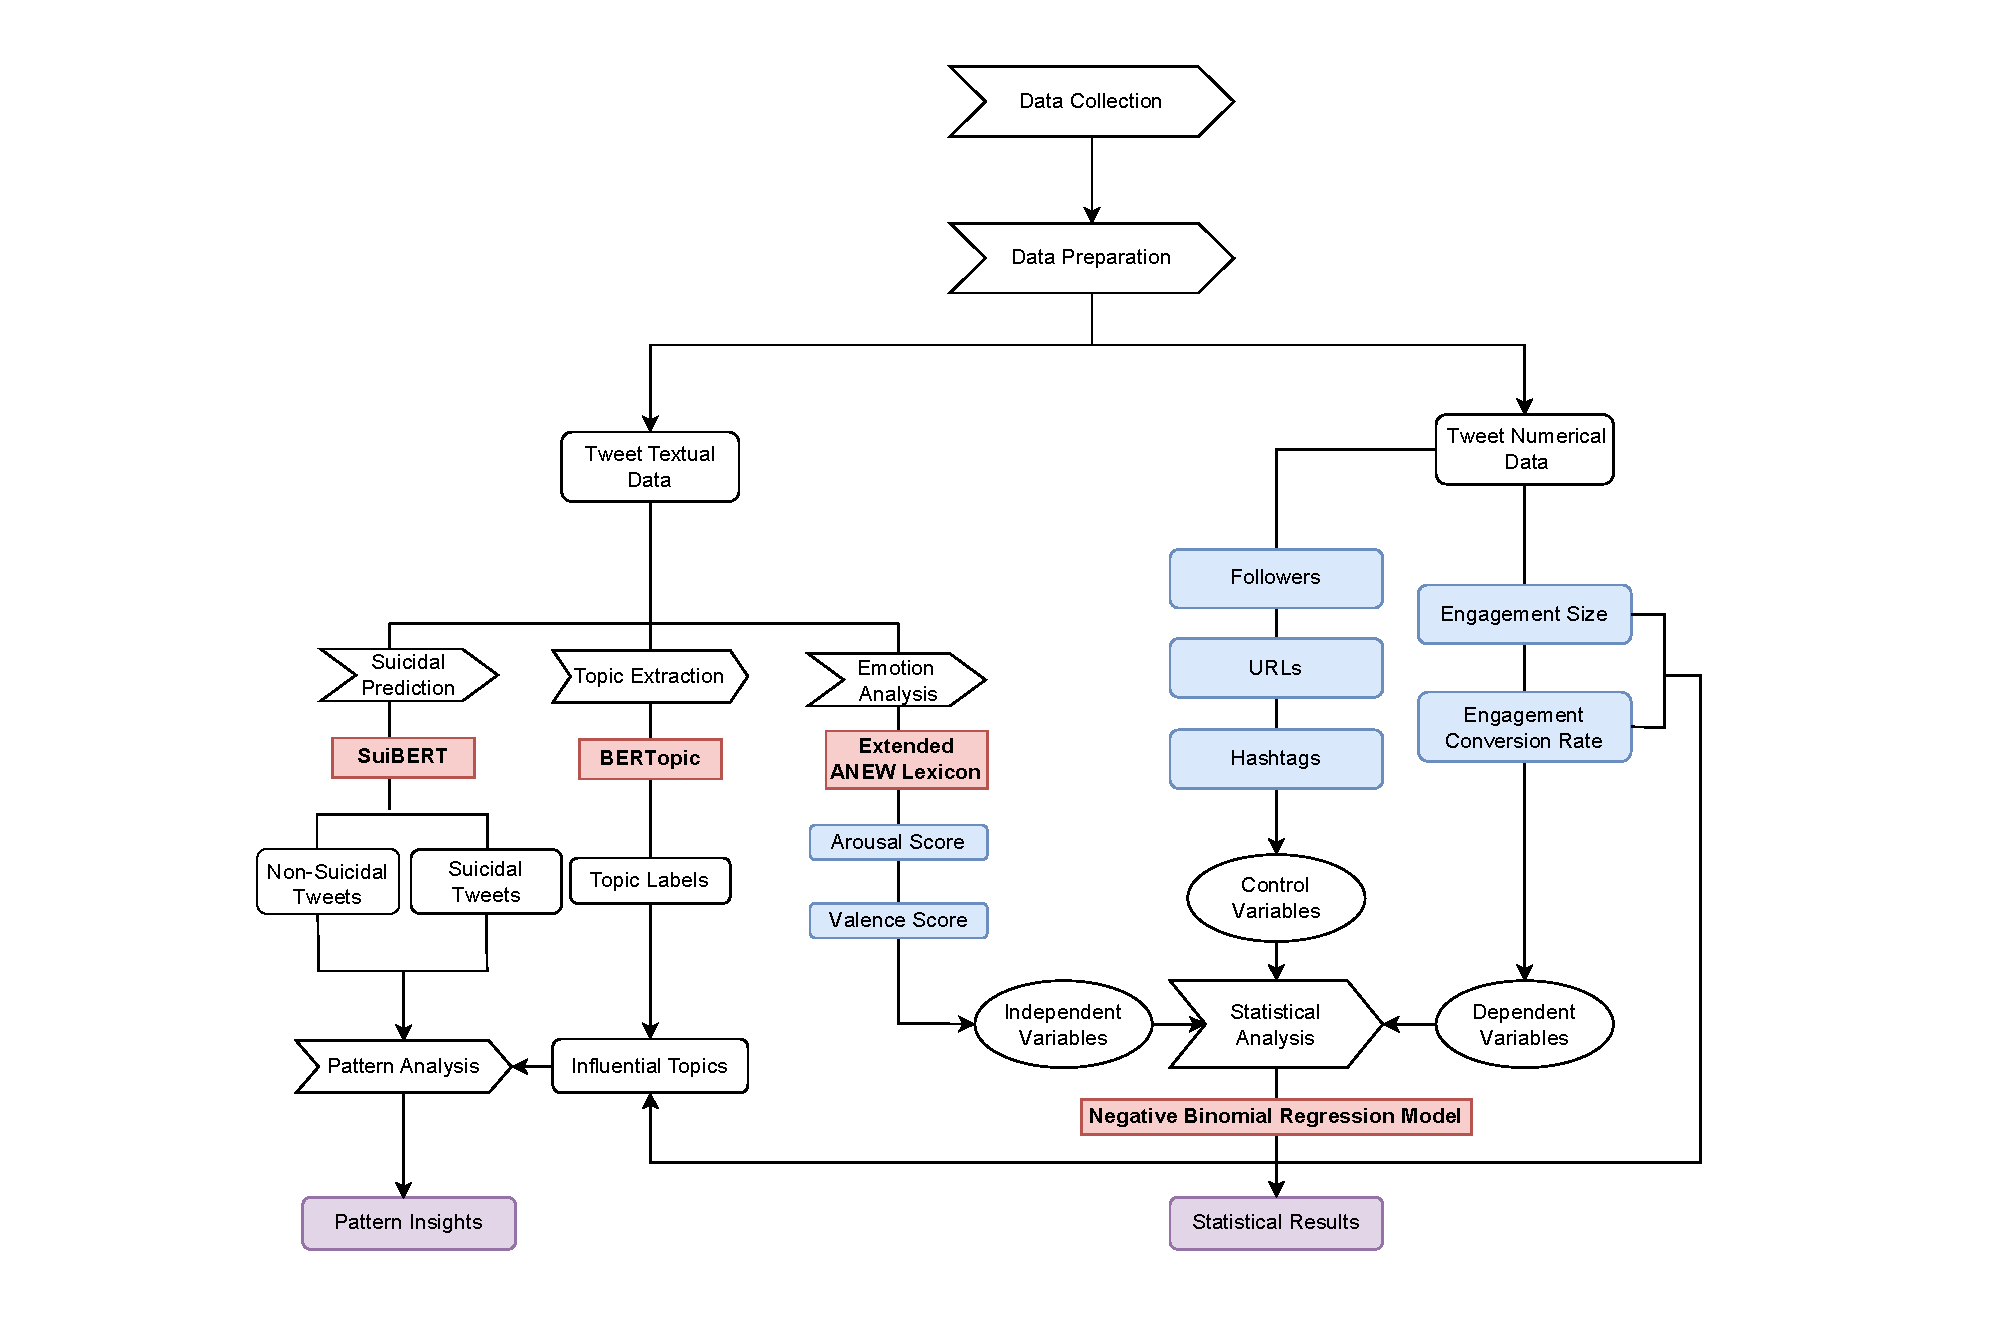 Data Collection
Data Preparation
Tweet Textual
Data
Tweet Numerical
Data
Followers
URLs
Hashtags
Engagement Size
Engagement
Conversion Rate
Suicidal
Prediction
Topic Extraction
Emotion
Analysis
SuiBERT
BERTopic
Extended
ANEW Lexicon
Arousal Score
Valence Score
Non-Suicidal
Tweets
Suicidal
Tweets
Topic Labels
Control
Variables
Independent
Variables
Statistical
Analysis
Dependent
Variables
Pattern Analysis
Influential Topics
Negative Binomial Regression Model
Pattern Insights
Statistical Results